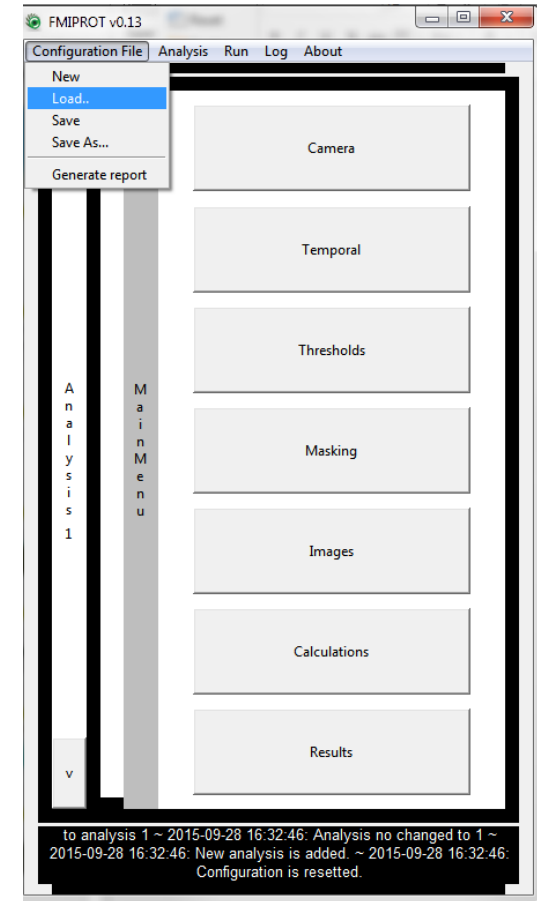 FMIPROT v0.13
Configuration File Analysis Run Log About
New
Load..
Save
Save As...
Generate report
Camera
Temporal
Thresholds
Masking
Images
Calculations
Results
Analysis 1
MainMenu
v
to analysis 1 ~ 2015-09-28 16:32:46: Analysis no changed to 1 ~
2015-09-28 16:32:46: New analysis is added. ~ 2015-09-28 16:32:46:
Configuration is resetted.